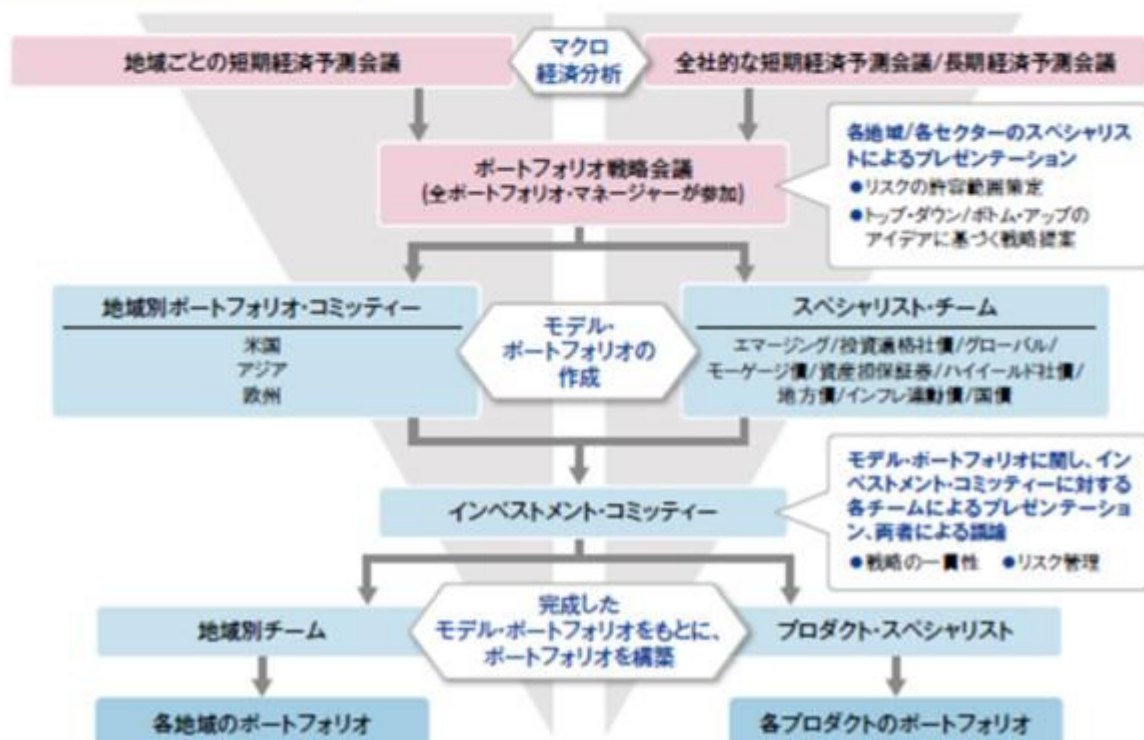 地域ごとの短期経済予測会議
マクロ
経済分析
全社的な短期経済予測会議/長期経済予測会議
ポートフォリオ戦略会議
(全ポートフォリオ・マネージャーが参加)
各地域/各セクターのスペシャリス
トによるプレゼンテーション
●リスクの許容範囲策定
●トップ・ダウン/ボトム・アップの
アイデアに基づく戦略提案
地域別ポートフォリオ・コミッティー
米国
アジア
欧州
モデル・
ポートフォリオの
作成
スペシャリスト・チーム
エマージング/投資適格社債/グローバル/
モーゲージ債/資産担保証券/ハイイールド社債/
地方債/インフレ連動債/国債
インベストメント・コミッティー
モデル・ポートフォリオに関し、イン
ベストメント・コミッティーに対する
各チームによるプレゼンテーショ
ン、両者による議論
●戦略の一貫性 ●リスク管理
地域別チーム
完成した
モデル・ポートフォリオをもとに、
ポートフォリオを構築
プロダクト・スペシャリスト
各地域のポートフォリオ
各プロダクトのポートフォリオ